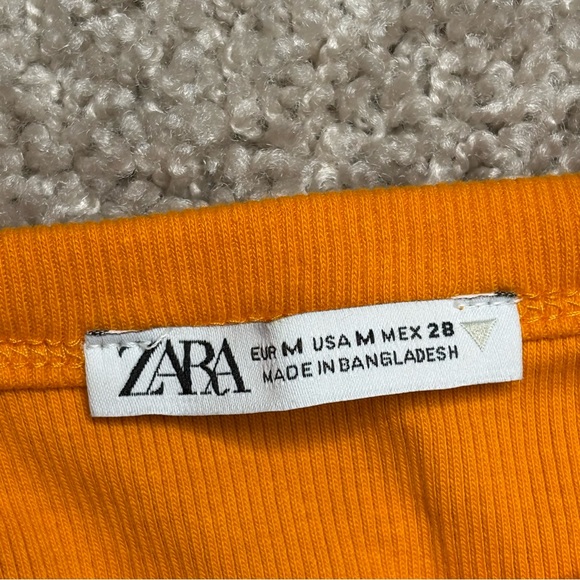 ZARA EUR M USA M MEX 28
MADE IN BANGLADESH